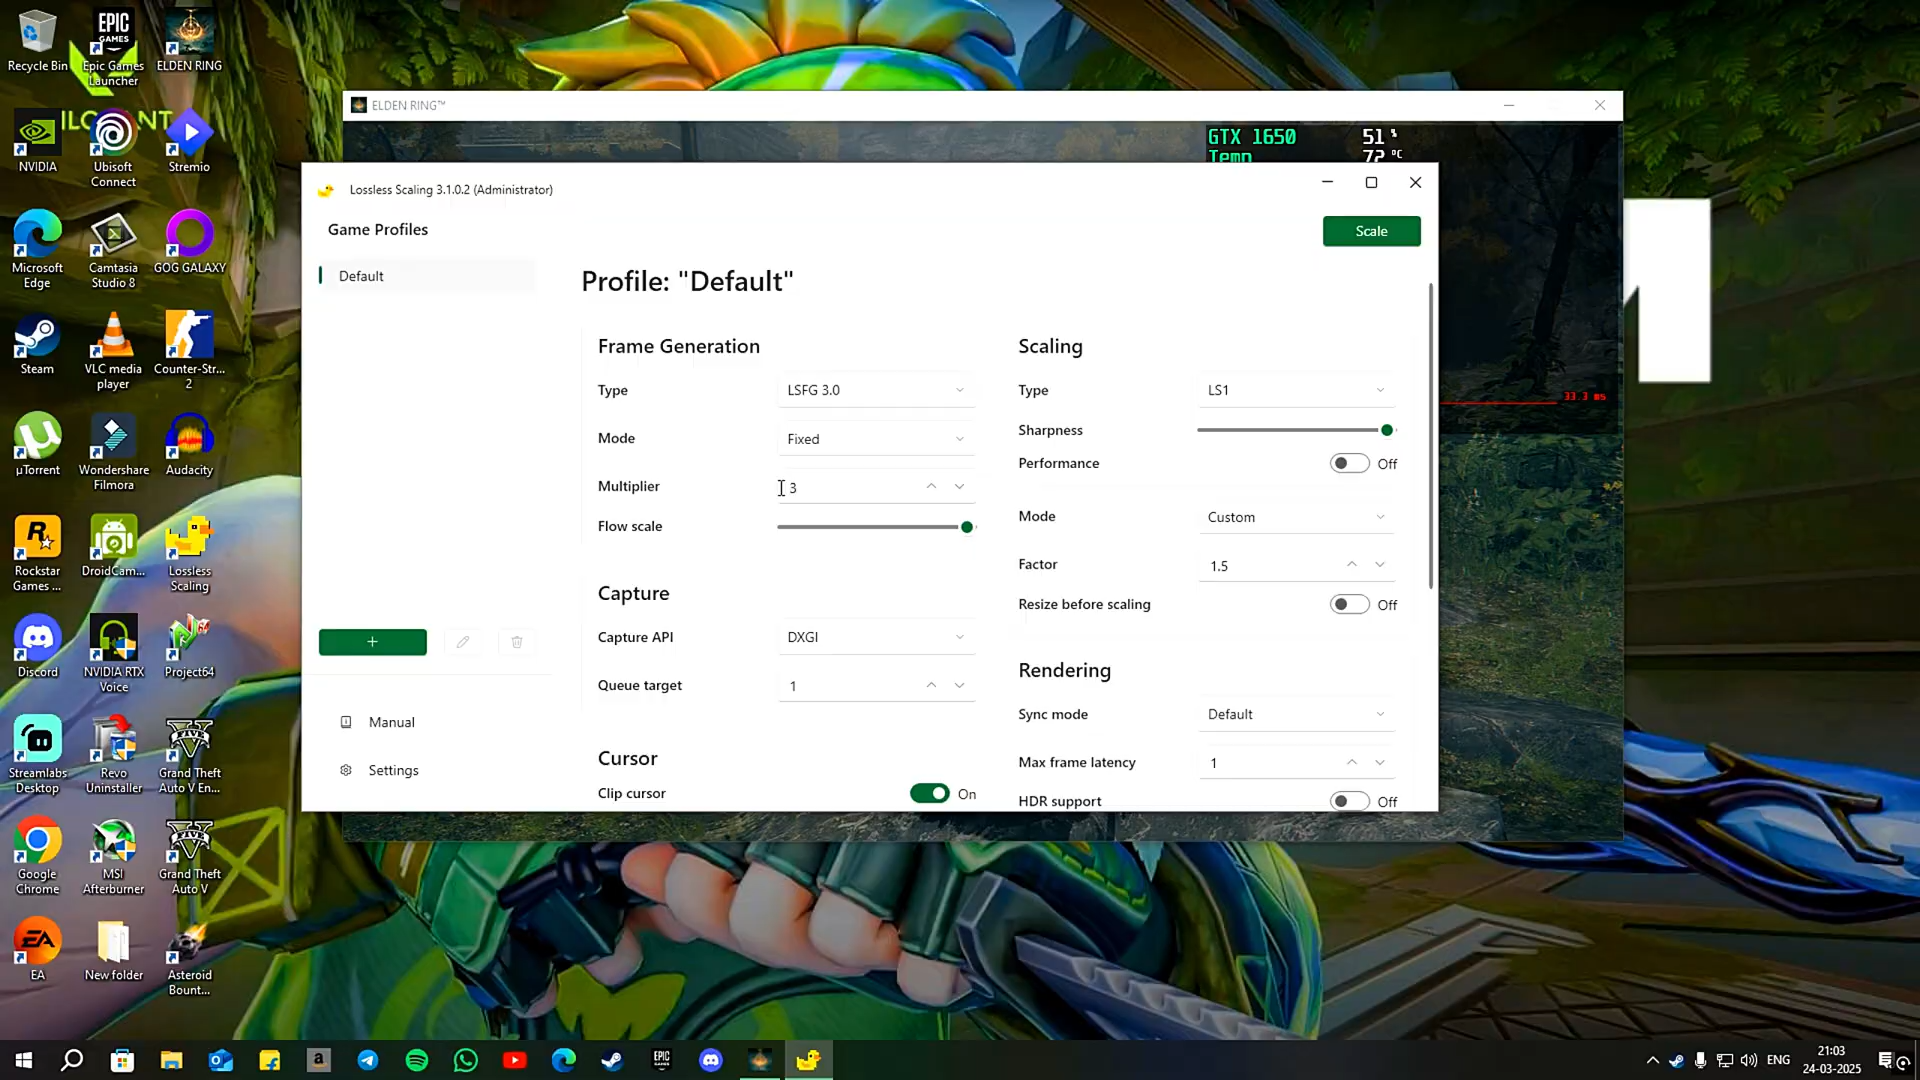 Recycle Bin
EPIC
GAMES
Epic Games
Launcher
ELDEN RING
NVIDIA
Ubisoft
Connect
Stremio
Microsoft
Edge
Camtasia
Studio 8
GOG GALAXY
Steam
VLC media
player
Counter-Str...
2
µTorrent
Wondershare
Filmora
Audacity
Rockstar
Games ...
DroidCam...
Lossless
Scaling
Discord
NVIDIA RTX
Voice
Project64
Streamlabs
Desktop
Revo
Uninstaller
Grand Theft
Auto V En...
Google
Chrome
MSI
Afterburner
Grand Theft
Auto V
EA
New folder
Asteroid
Bount...
ELDEN RING™
GTX 1650 51 %
Temp 72 °C
33.3 ms
Lossless Scaling 3.1.0.2 (Administrator)
Game Profiles
Scale
Default
Profile: "Default"
Frame Generation
Type LSFG 3.0
Mode Fixed
Multiplier 3
Flow scale
Capture
Capture API DXGI
Queue target 1
Cursor
Clip cursor On
Scaling
Type LS1
Sharpness
Performance Off
Mode Custom
Factor 1.5
Resize before scaling Off
Rendering
Sync mode Default
Max frame latency 1
HDR support Off
+
Manual
Settings
ENG
21:03
24-03-2025